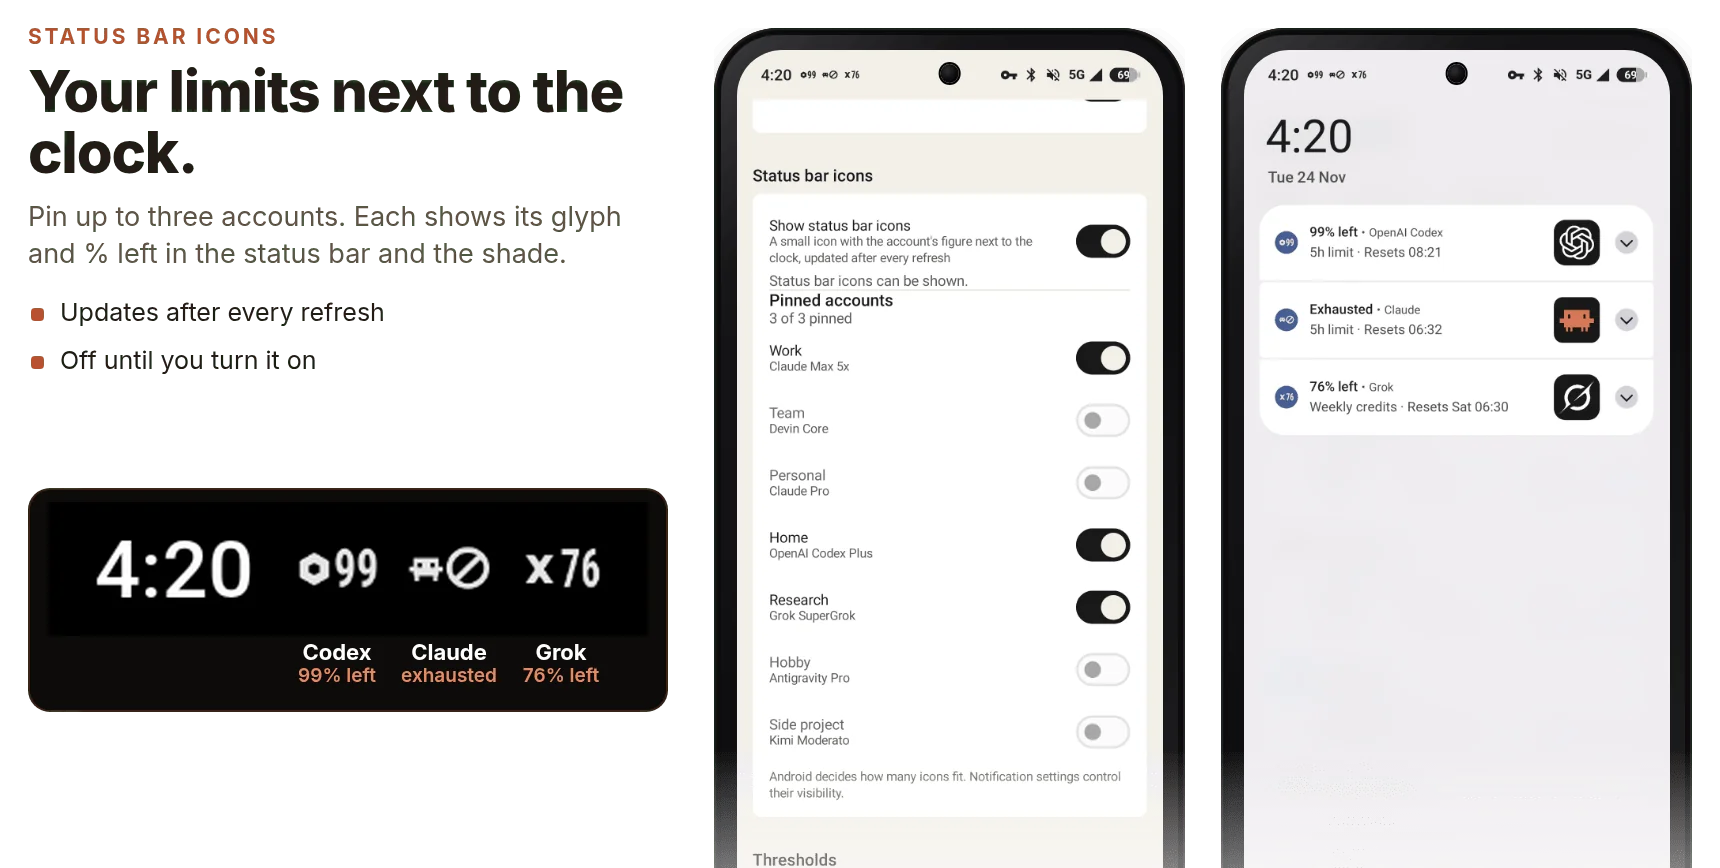 STATUS BAR ICONS
Your limits next to the
clock.
Pin up to three accounts. Each shows its glyph
and % left in the status bar and the shade.
Updates after every refresh
Off until you turn it on
4:20 99 76
Codex Claude Grok
99% left exhausted 76% left
4:20 99 x76 5G 69
Status bar icons
Show status bar icons
A small icon with the account's figure next to the
clock, updated after every refresh
Status bar icons can be shown.
Pinned accounts
3 of 3 pinned
Work
Claude Max 5x
Team
Devin Core
Personal
Claude Pro
Home
OpenAI Codex Plus
Research
Grok SuperGrok
Hobby
Antigravity Pro
Side project
Kimi Moderato
Android decides how many icons fit. Notification settings control
their visibility.
Thresholds
4:20 99 x76 5G 69
4:20
Tue 24 Nov
99 99% left • OpenAI Codex
5h limit · Resets 08:21
Exhausted • Claude
5h limit · Resets 06:32
x76 76% left • Grok
Weekly credits · Resets Sat 06:30